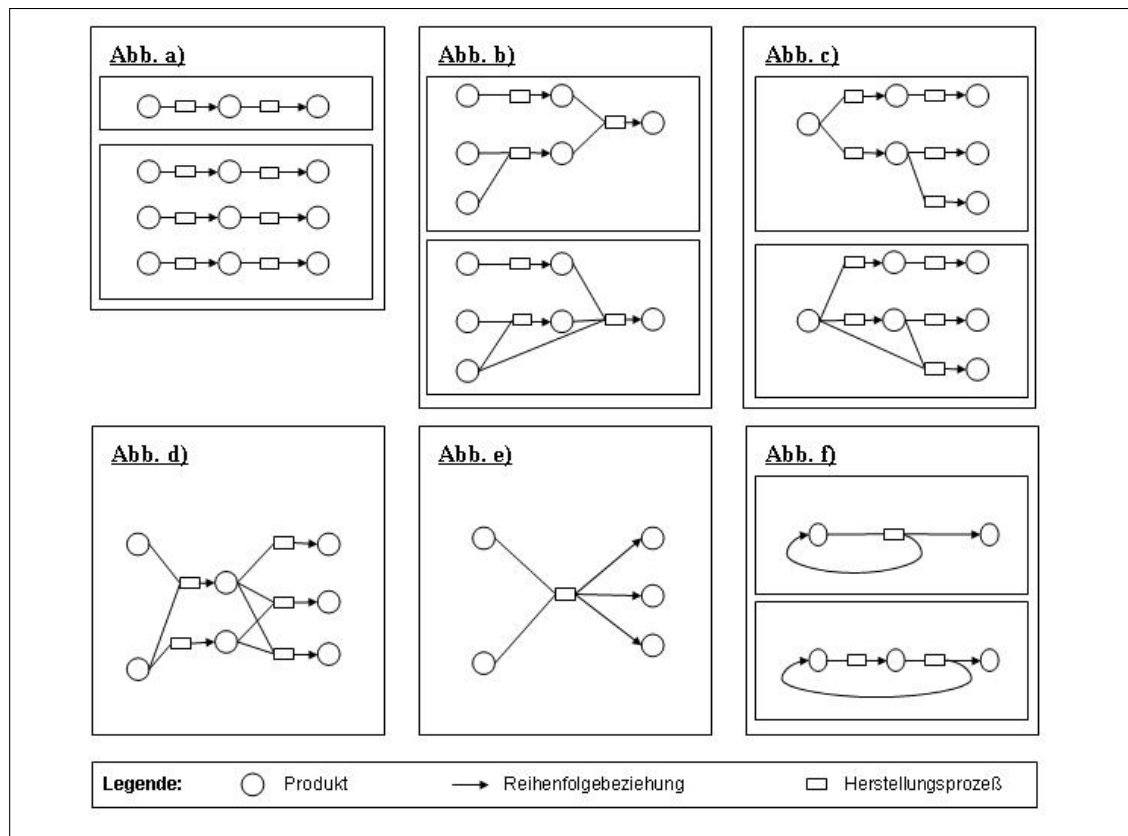 Abb. a)
Abb. b)
Abb. c)
Abb. d)
Abb. e)
Abb. f)
Legende: Produkt Reihenfolgebeziehung Herstellungsprozeß